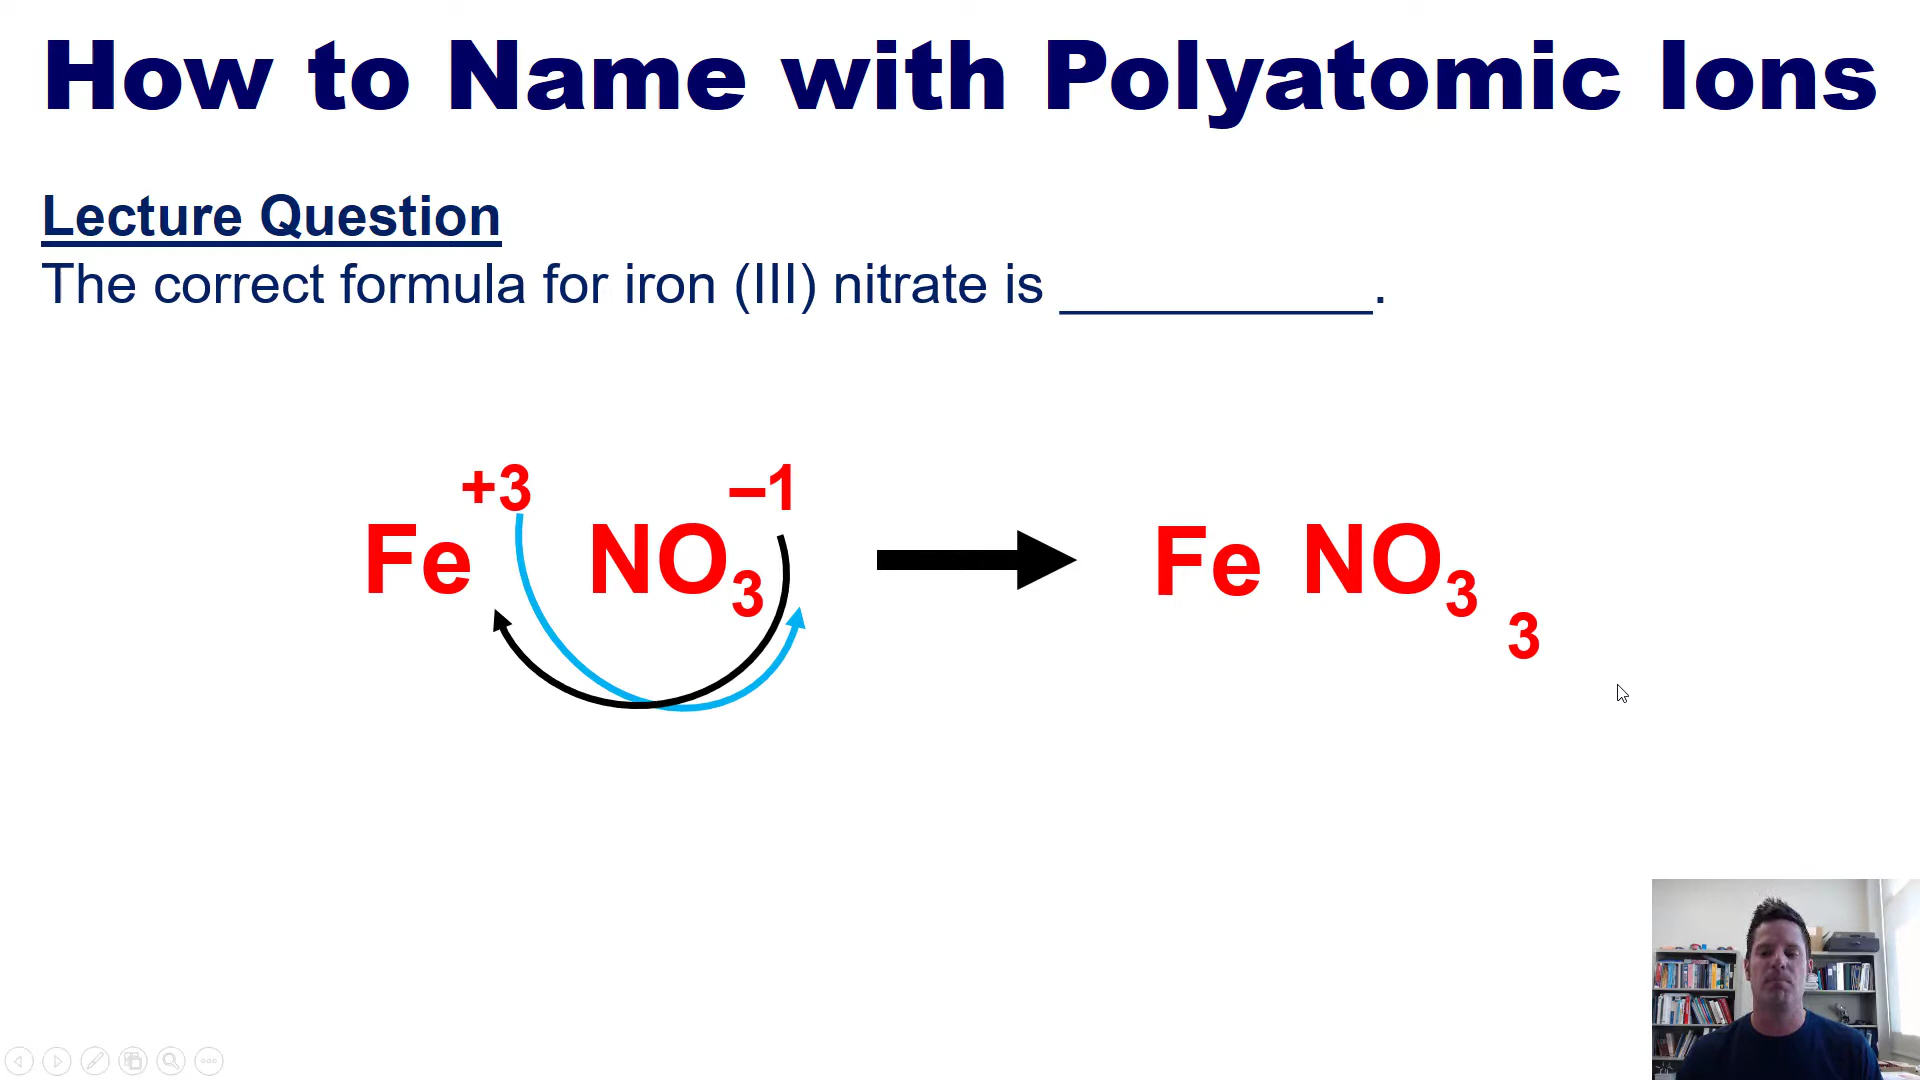 How to Name with Polyatomic Ions
Lecture Question
The correct formula for iron (III) nitrate is ___________.
Fe⁺³ NO₃⁻¹ Fe NO₃ ₃